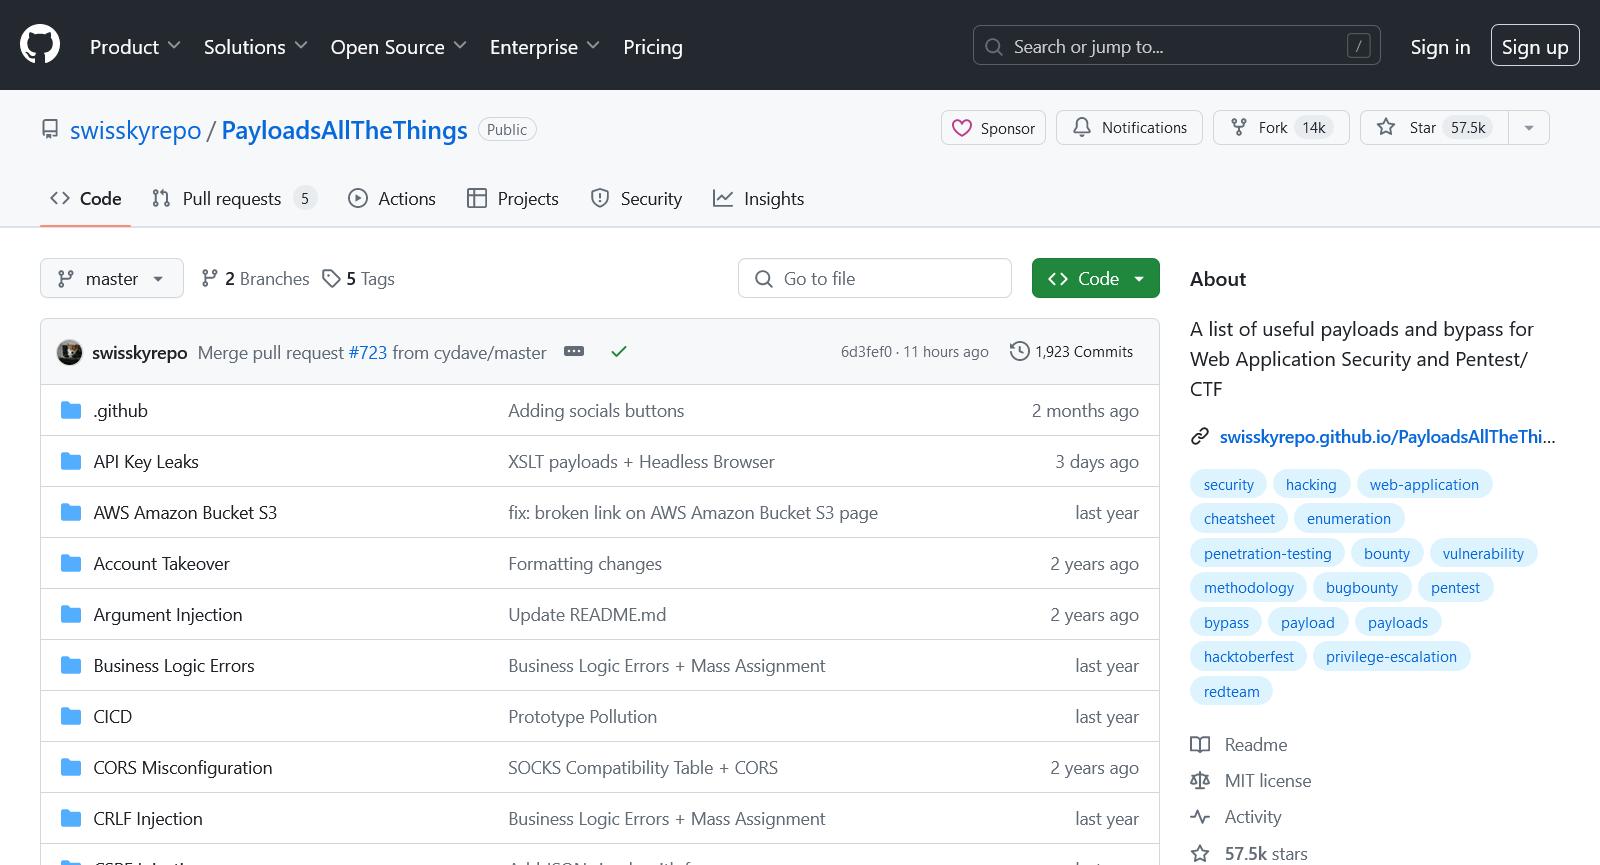 Product Solutions Open Source Enterprise Pricing Search or jump to... / Sign in Sign up
swisskyrepo / PayloadsAllTheThings Public Sponsor Notifications Fork 14k Star 57.5k
Code Pull requests 5 Actions Projects Security Insights
master 2 Branches 5 Tags Go to file Code
swisskyrepo Merge pull request #723 from cydave/master 6d3fef0 · 11 hours ago 1,923 Commits
.github Adding socials buttons 2 months ago
API Key Leaks XSLT payloads + Headless Browser 3 days ago
AWS Amazon Bucket S3 fix: broken link on AWS Amazon Bucket S3 page last year
Account Takeover Formatting changes 2 years ago
Argument Injection Update README.md 2 years ago
Business Logic Errors Business Logic Errors + Mass Assignment last year
CICD Prototype Pollution last year
CORS Misconfiguration SOCKS Compatibility Table + CORS 2 years ago
CRLF Injection Business Logic Errors + Mass Assignment last year
About
A list of useful payloads and bypass for
Web Application Security and Pentest/
CTF
swisskyrepo.github.io/PayloadsAllTheThi...
security hacking web-application
cheatsheet enumeration
penetration-testing bounty vulnerability
methodology bugbounty pentest
bypass payload payloads
hacktoberfest privilege-escalation
redteam
Readme
MIT license
Activity
57.5k stars